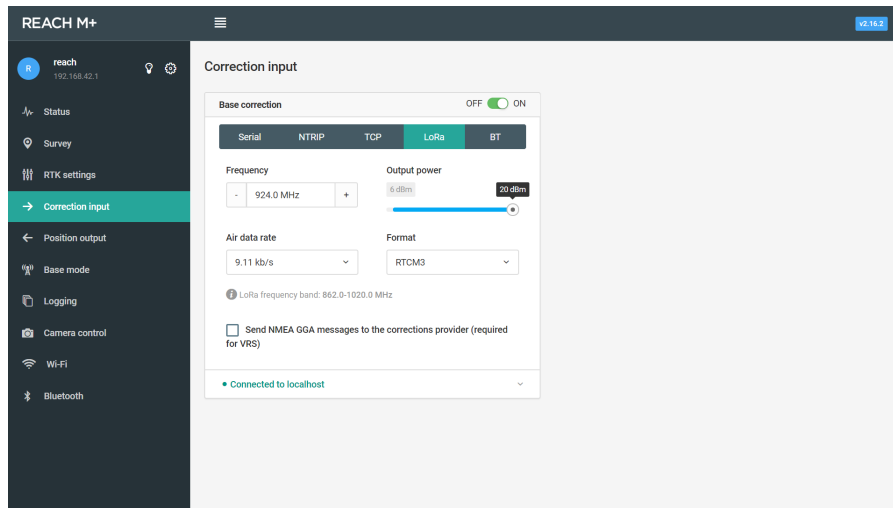 REACH M+
v2.16.2
R
reach
192.168.42.1
Status
Survey
RTK settings
Correction input
Position output
Base mode
Logging
Camera control
Wi-Fi
Bluetooth
Correction input
Base correction
OFF ON
Serial NTRIP TCP LoRa BT
Frequency
- 924.0 MHz +
Output power
6 dBm 20 dBm
Air data rate
9.11 kb/s
Format
RTCM3
LoRa frequency band: 862.0-1020.0 MHz
Send NMEA GGA messages to the corrections provider (required
for VRS)
Connected to localhost